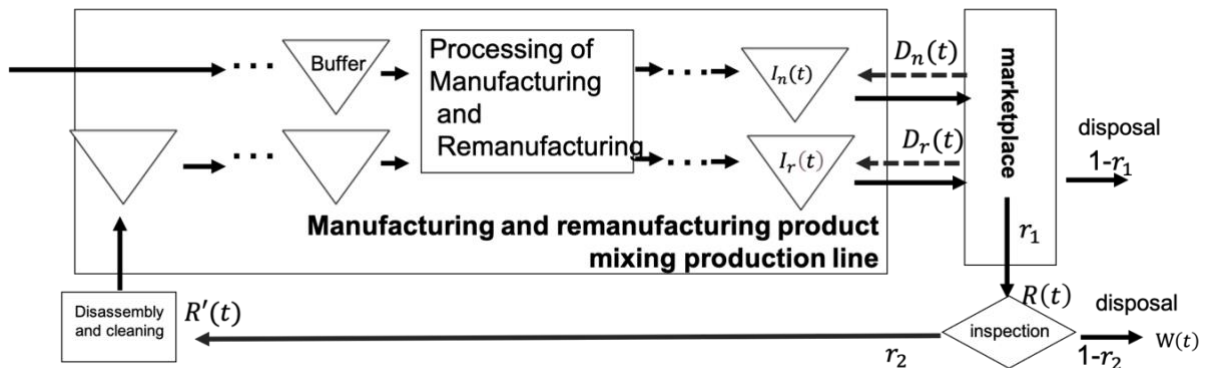 Buffer
Processing of
Manufacturing
and
Remanufacturing
I_n(t)
D_n(t)
marketplace
I_r(t)
D_r(t)
disposal
1-r_1
Manufacturing and remanufacturing product
mixing production line
r_1
Disassembly
and cleaning
R'(t)
R(t)
inspection
disposal
W(t)
r_2
1-r_2